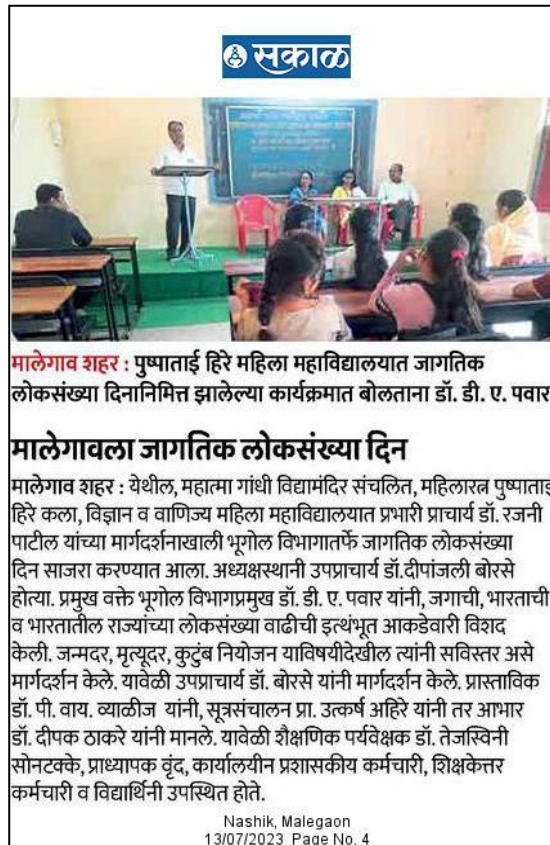 सकाळ
मालेगाव शहर : पुष्पाताई हिरे महिला महाविद्यालयात जागतिक
लोकसंख्या दिनानिमित्त झालेल्या कार्यक्रमात बोलताना डॉ. डी. ए. पवार
मालेगावला जागतिक लोकसंख्या दिन
मालेगाव शहर : येथील, महात्मा गांधी विद्यामंदिर संचलित, महिलारत्न पुष्पाताई
हिरे कला, विज्ञान व वाणिज्य महिला महाविद्यालयात प्रभारी प्राचार्य डॉ. रजनी
पाटील यांच्या मार्गदर्शनाखाली भूगोल विभागातर्फे जागतिक लोकसंख्या
दिन साजरा करण्यात आला. अध्यक्षस्थानी उपप्राचार्य डॉ.दीपांजली बोरसे
होत्या. प्रमुख वक्ते भूगोल विभागप्रमुख डॉ. डी. ए. पवार यांनी, जगाची, भारताची
व भारतातील राज्यांच्या लोकसंख्या वाढीची इत्थंभूत आकडेवारी विशद
केली. जन्मदर, मृत्यूदर, कुटुंब नियोजन याविषयीदेखील त्यांनी सविस्तर असे
मार्गदर्शन केले. यावेळी उपप्राचार्य डॉ. बोरसे यांनी मार्गदर्शन केले. प्रास्ताविक
डॉ. पी. वाय. व्याळीज यांनी, सूत्रसंचालन प्रा. उत्कर्ष अहिरे यांनी तर आभार
डॉ. दीपक ठाकरे यांनी मानले. यावेळी शैक्षणिक पर्यवेक्षक डॉ. तेजस्विनी
सोनटक्के, प्राध्यापक वृंद, कार्यालयीन प्रशासकीय कर्मचारी, शिक्षकेत्तर
कर्मचारी व विद्यार्थिनी उपस्थित होते.
Nashik, Malegaon
13/07/2023 Page No. 4